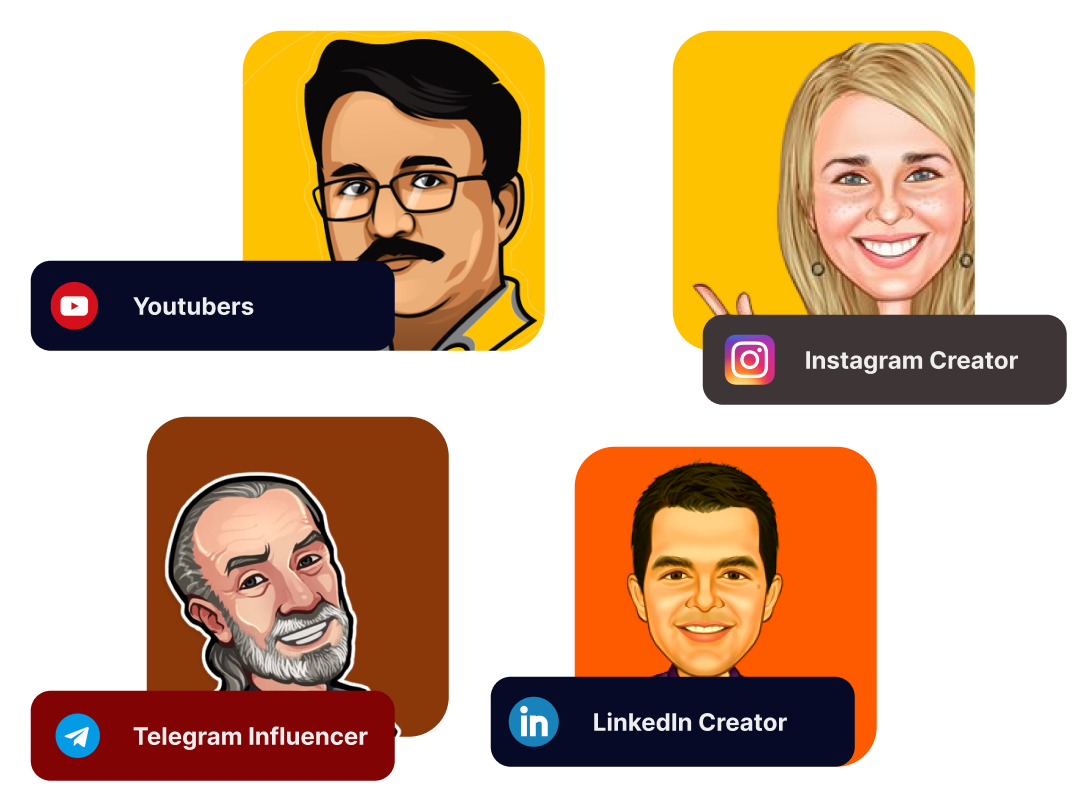 Youtubers
Instagram Creator
Telegram Influencer
LinkedIn Creator